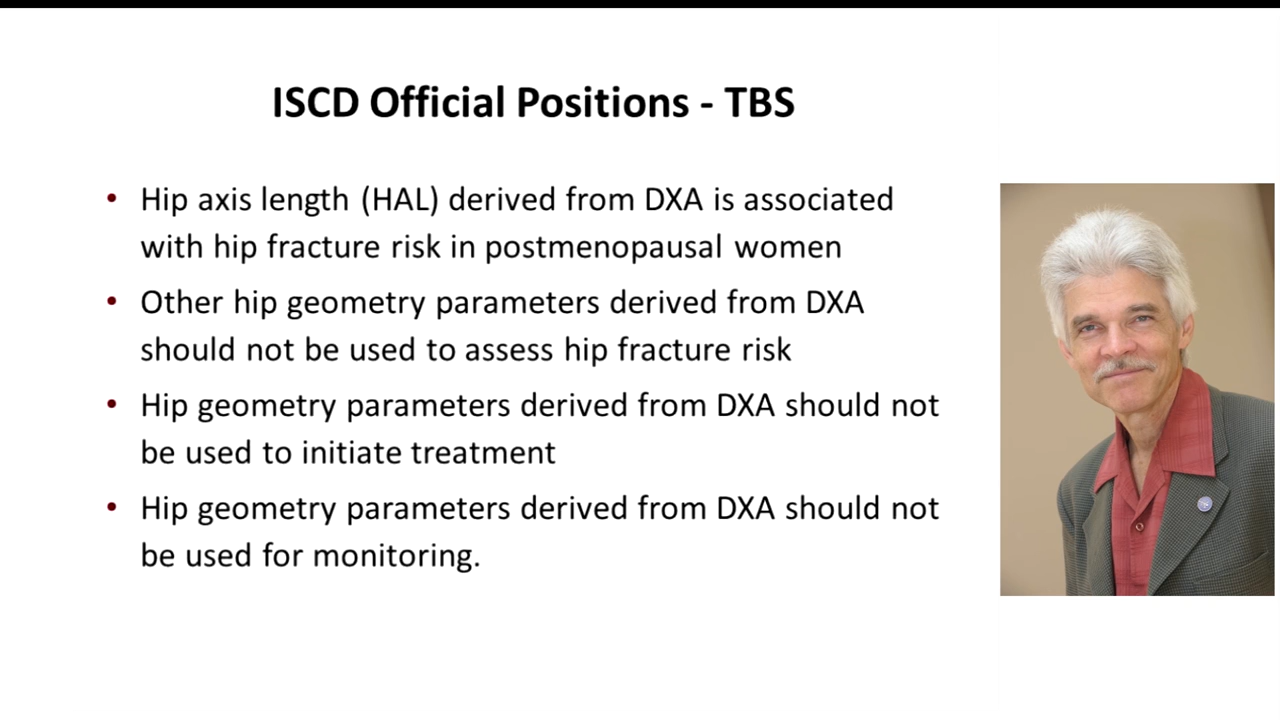 ISCD Official Positions - TBS
• Hip axis length (HAL) derived from DXA is associated
with hip fracture risk in postmenopausal women
• Other hip geometry parameters derived from DXA
should not be used to assess hip fracture risk
• Hip geometry parameters derived from DXA should not
be used to initiate treatment
• Hip geometry parameters derived from DXA should not
be used for monitoring.